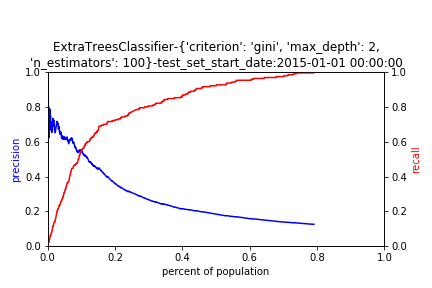 ExtraTreesClassifier-{'criterion': 'gini', 'max_depth': 2,
'n_estimators': 100}-test_set_start_date:2015-01-01 00:00:00
1.0
0.8
0.6
0.4
0.2
0.0
precision
1.0
0.8
0.6
0.4
0.2
0.0
recall
0.0 0.2 0.4 0.6 0.8 1.0
percent of population